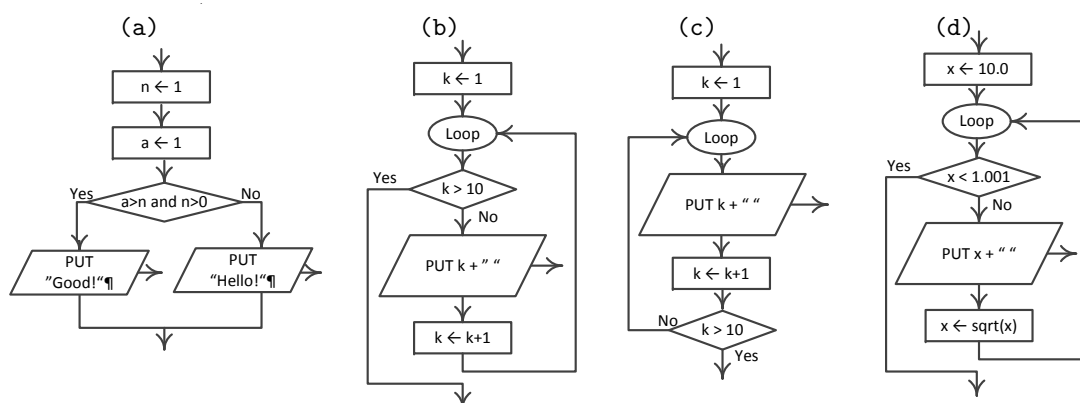 (a)
n ← 1
a ← 1
Yes
a>n and n>0
No
PUT
”Good!“¶
PUT
“Hello!“¶
(b)
k ← 1
Loop
Yes
k > 10
No
PUT k + ” “
k ← k+1
(c)
k ← 1
Loop
PUT k + “ “
k ← k+1
No
k > 10
Yes
(d)
x ← 10.0
Loop
Yes
x < 1.001
No
PUT x + “ “
x ← sqrt(x)